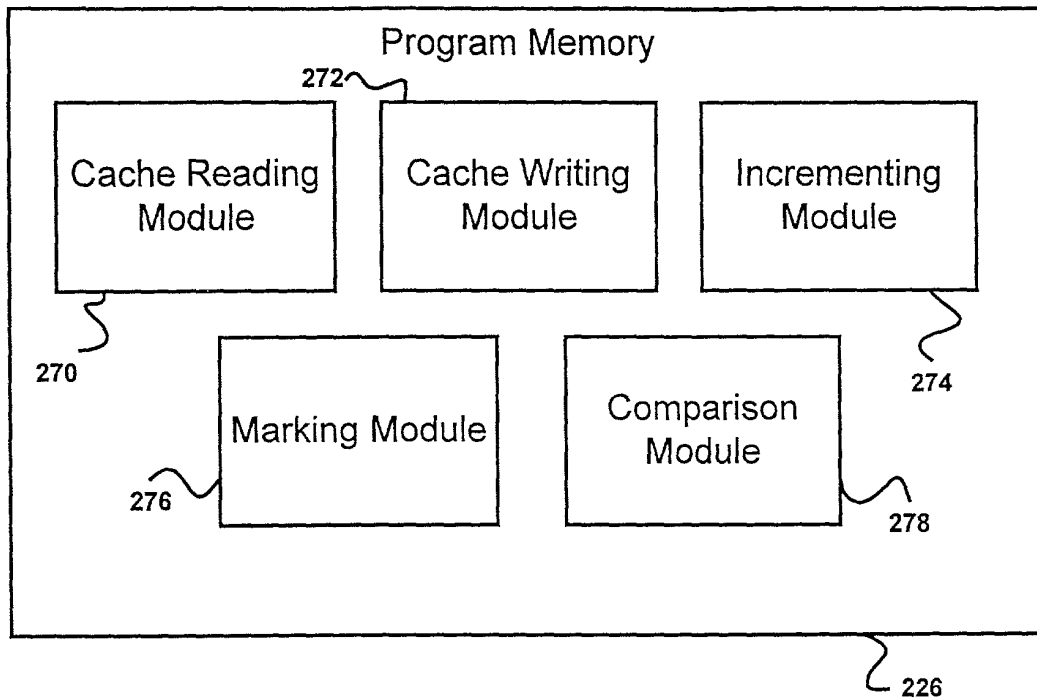 Program Memory
272
Cache Reading
Module
Cache Writing
Module
Incrementing
Module
270
274
Marking Module
Comparison
Module
276
278
226